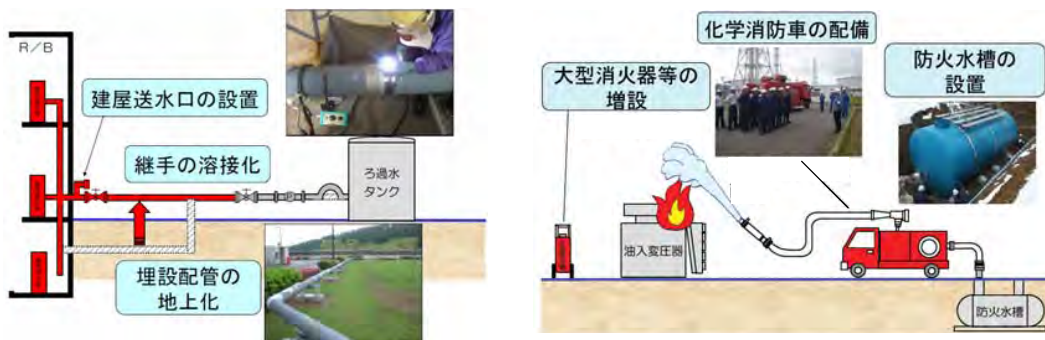 R/B
建屋送水口の設置
継手の溶接化
ろ過水
タンク
埋設配管の
地上化
化学消防車の配備
大型消火器等の
増設
防火水槽の
設置
油入変圧器
防火水槽